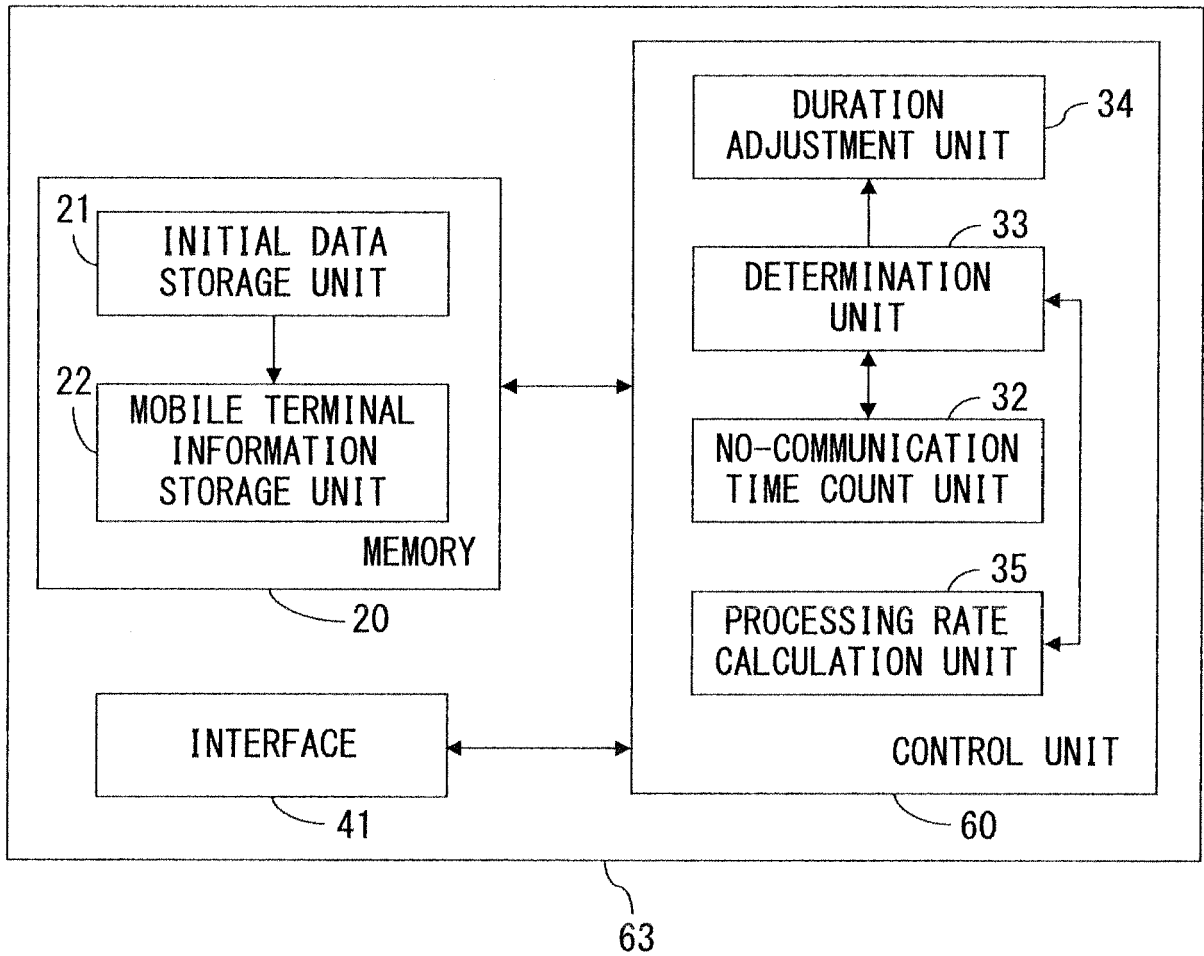 DURATION
ADJUSTMENT UNIT
34
21
INITIAL DATA
STORAGE UNIT
33
DETERMINATION
UNIT
22
MOBILE TERMINAL
INFORMATION
STORAGE UNIT
MEMORY
20
32
NO-COMMUNICATION
TIME COUNT UNIT
35
PROCESSING RATE
CALCULATION UNIT
INTERFACE
41
CONTROL UNIT
60
63